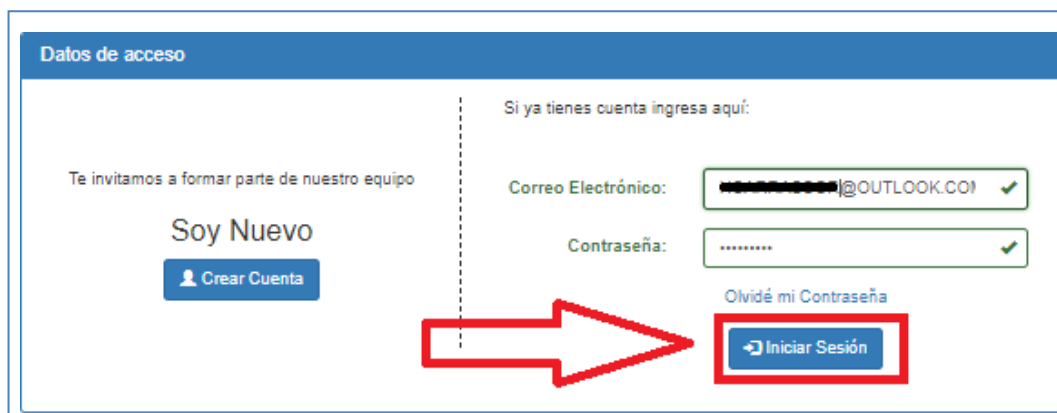 Datos de acceso
Si ya tienes cuenta ingresa aquí:
Te invitamos a formar parte de nuestro equipo
Soy Nuevo
Crear Cuenta
Correo Electrónico:
@OUTLOOK.COM
Contraseña:
•••••••••
Olvidé mi Contraseña
Iniciar Sesión